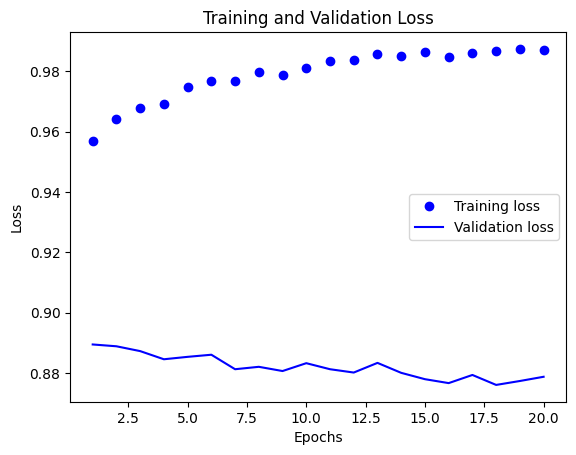 Training and Validation Loss
0.98
0.96
0.94
0.92
0.90
0.88
Loss
Training loss
Validation loss
2.5 5.0 7.5 10.0 12.5 15.0 17.5 20.0
Epochs